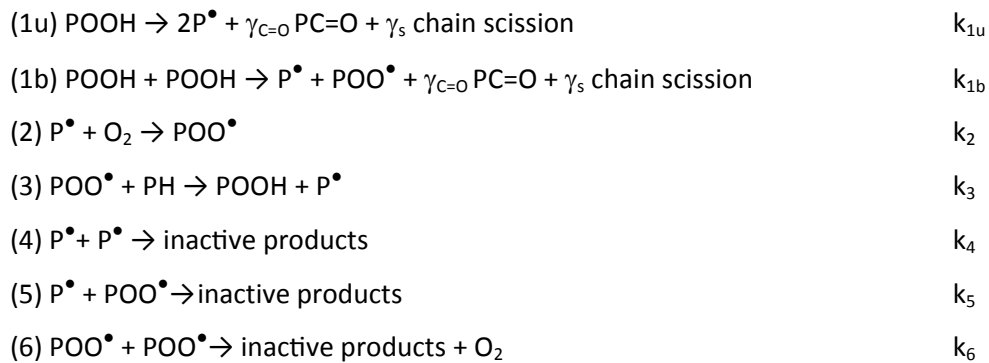 (1u) POOH → 2P• + γC=O PC=O + γs chain scission k1u
(1b) POOH + POOH → P• + POO• + γC=O PC=O + γs chain scission k1b
(2) P• + O2 → POO• k2
(3) POO• + PH → POOH + P• k3
(4) P•+ P• → inactive products k4
(5) P• + POO•→inactive products k5
(6) POO• + POO•→ inactive products + O2 k6